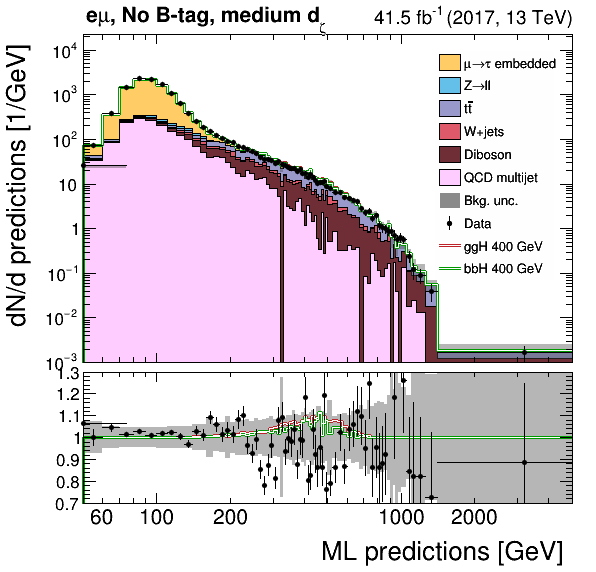 eμ, No B-tag, medium dζ
41.5 fb⁻¹ (2017, 13 TeV)
dN/d predictions [1/GeV]
10⁴
10³
10²
10
1
10⁻¹
10⁻²
10⁻³
μ→τ embedded
Z→ll
tt̄
W+jets
Diboson
QCD multijet
Bkg. unc.
Data
ggH 400 GeV
bbH 400 GeV
1.3
1.2
1.1
1.0
0.9
0.8
0.7
60 100 200 1000 2000
ML predictions [GeV]